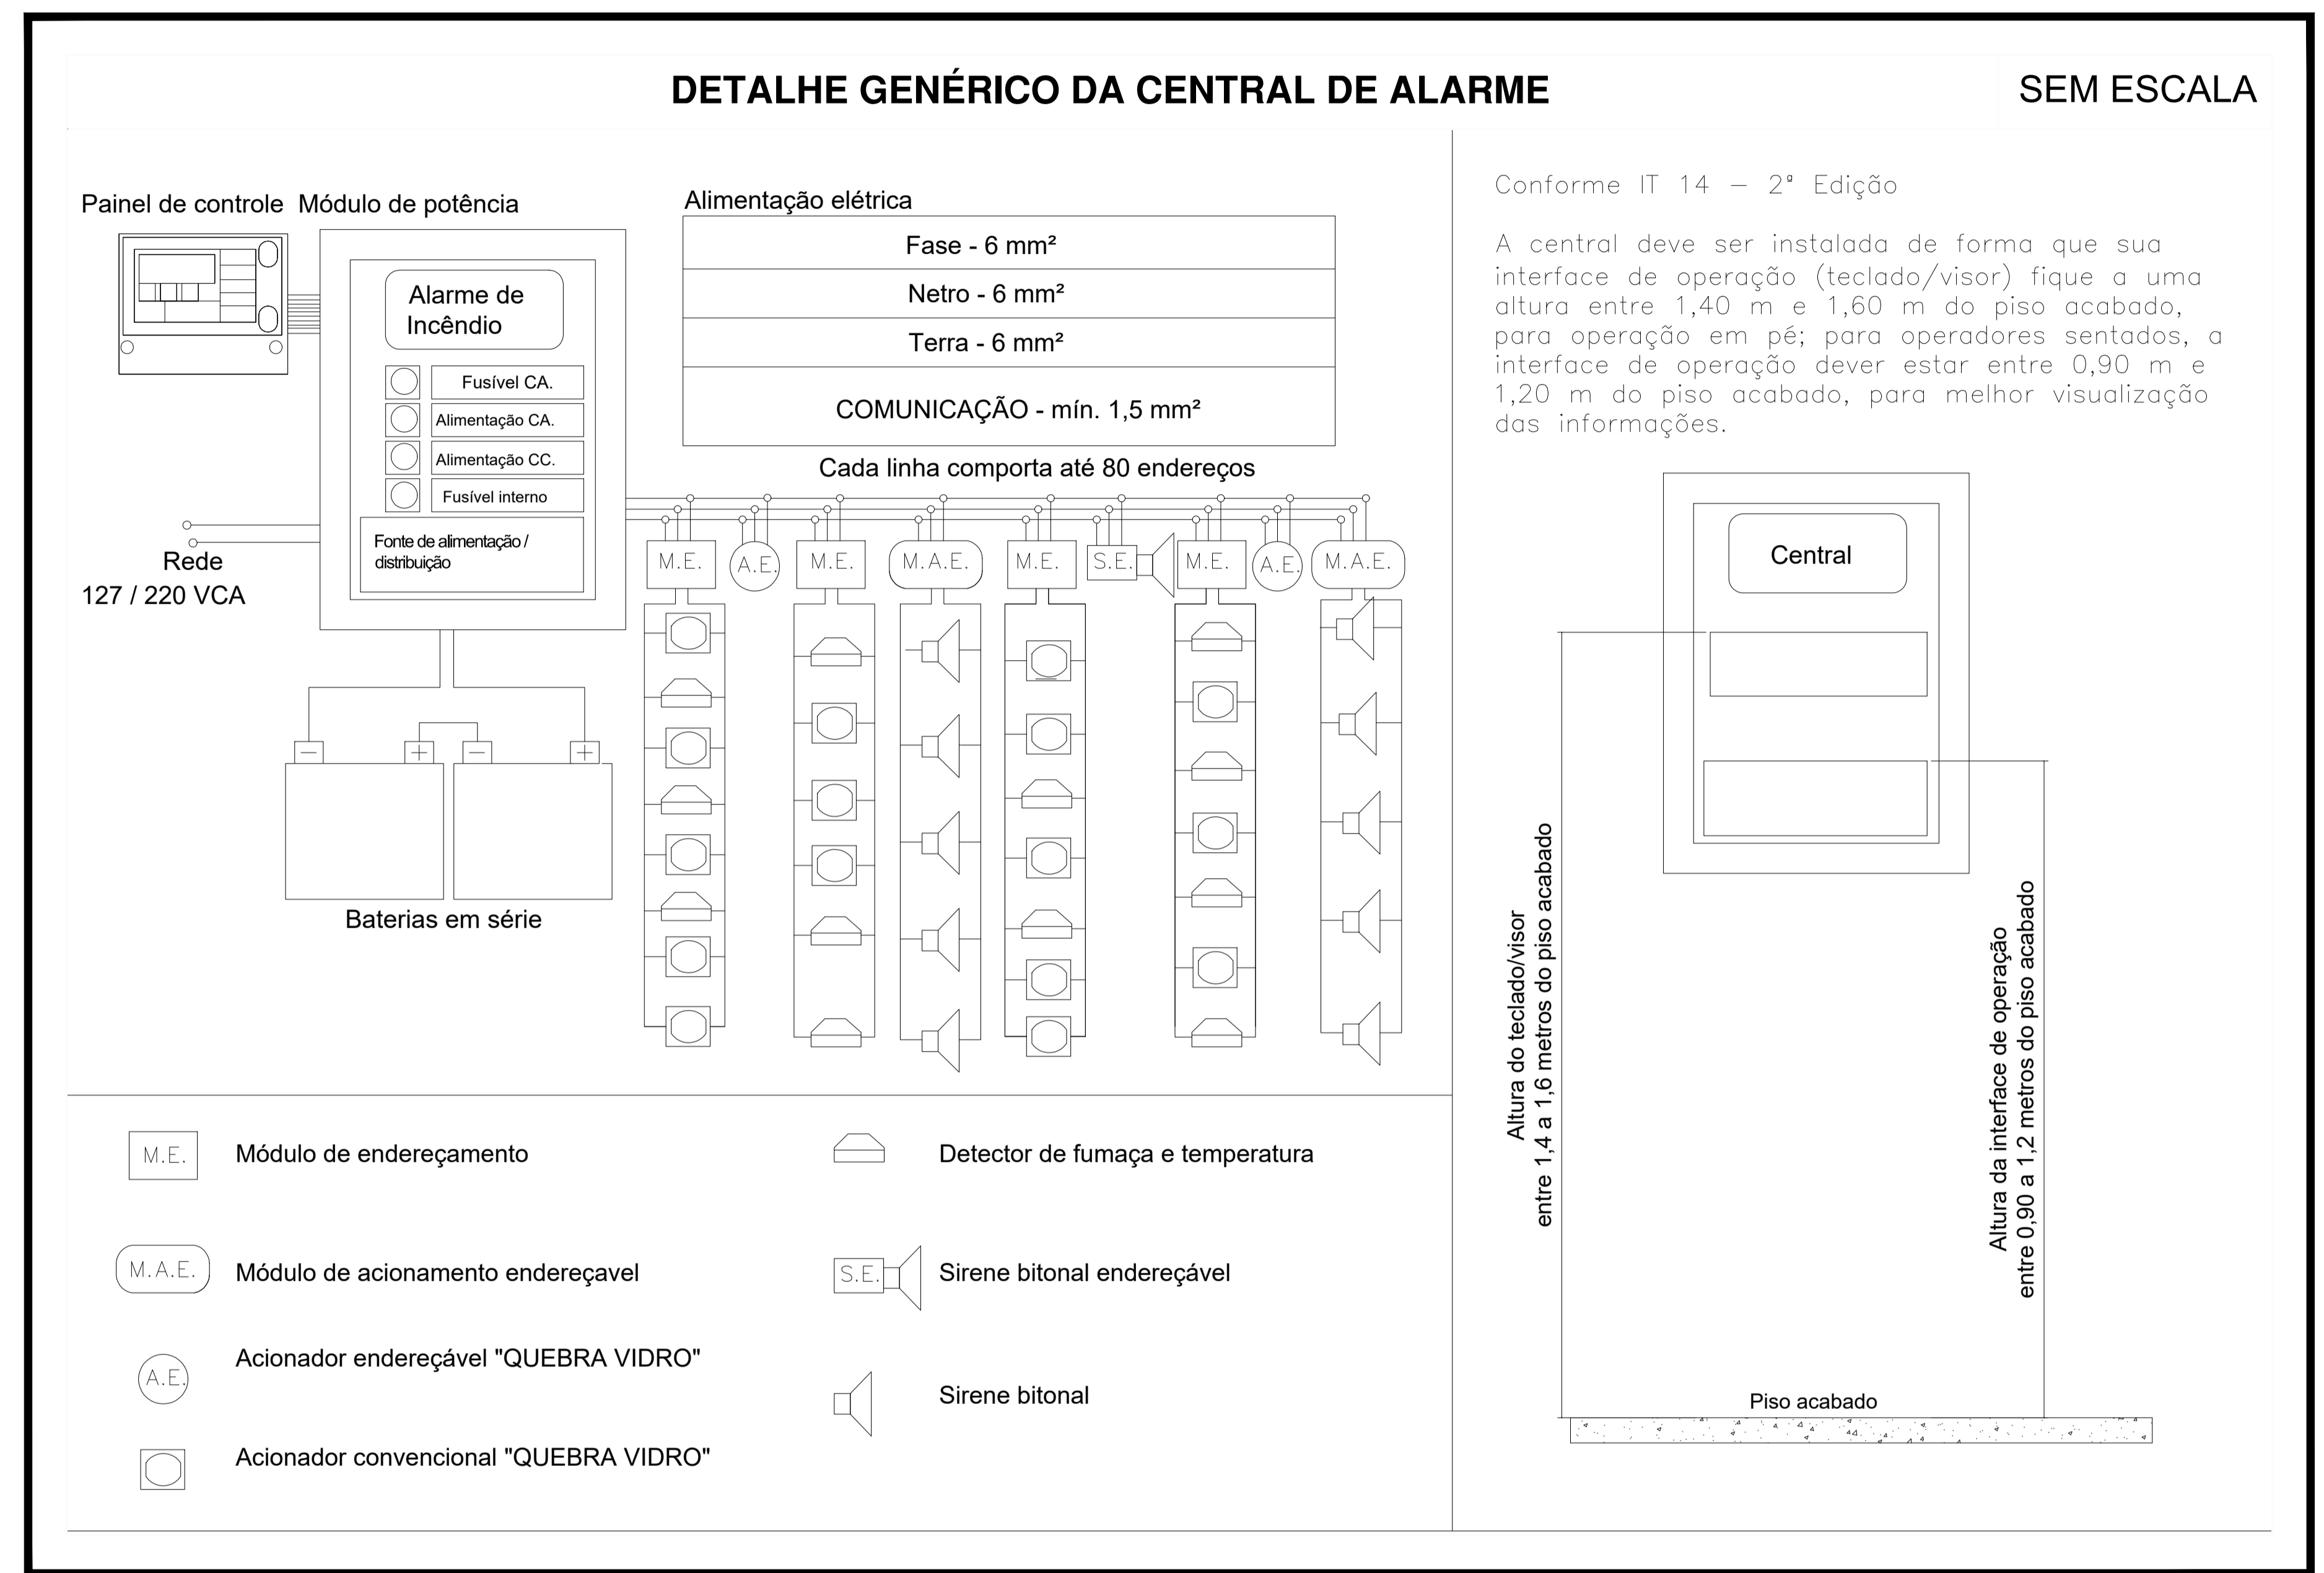 DETALHE GENÉRICO DA CENTRAL DE ALARME
SEM ESCALA
Painel de controle
Módulo de potência
Alarme de
Incêndio
Fusível CA.
Alimentação CA.
Alimentação CC.
Fusível interno
Fonte de alimentação /
distribuição
Rede
127 / 220 VCA
Baterias em série
Alimentação elétrica
Fase - 6 mm²
Netro - 6 mm²
Terra - 6 mm²
COMUNICAÇÃO - mín. 1,5 mm²
Cada linha comporta até 80 endereços
M.E.
A.E.
M.E.
M.A.E.
M.E.
S.E.
M.E.
A.E.
M.A.E.
− + − +
M.E.
Módulo de endereçamento
M.A.E.
Módulo de acionamento endereçavel
A.E.
Acionador endereçável "QUEBRA VIDRO"
Acionador convencional "QUEBRA VIDRO"
Detector de fumaça e temperatura
S.E.
Sirene bitonal endereçável
Sirene bitonal
Conforme IT 14 – 2ª Edição
A central deve ser instalada de forma que sua
interface de operação (teclado/visor) fique a uma
altura entre 1,40 m e 1,60 m do piso acabado,
para operação em pé; para operadores sentados, a
interface de operação dever estar entre 0,90 m e
1,20 m do piso acabado, para melhor visualização
das informações.
Central
Altura do teclado/visor
entre 1,4 a 1,6 metros do piso acabado
Altura da interface de operação
entre 0,90 a 1,2 metros do piso acabado
Piso acabado